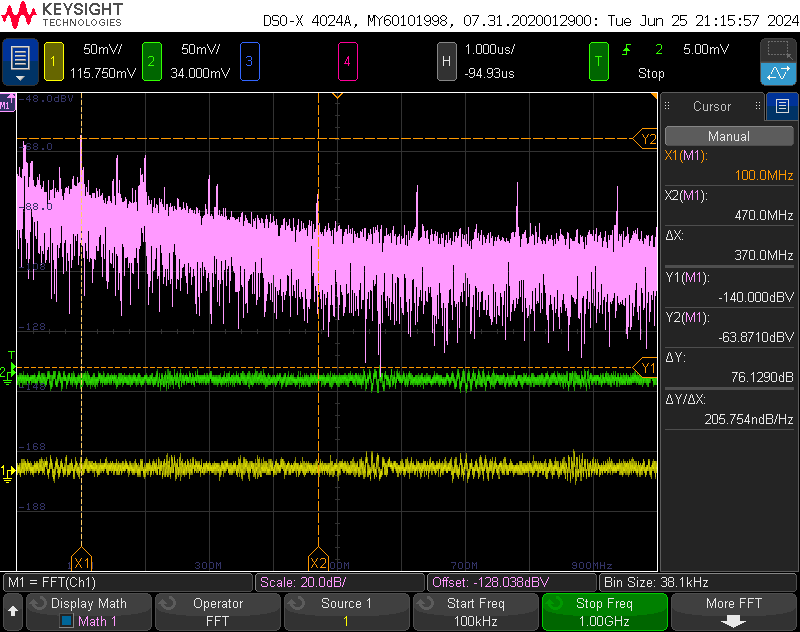 KEYSIGHT
TECHNOLOGIES
DSO-X 4024A, MY60101998, 07.31.2020012900: Tue Jun 25 21:15:57 2024
1 50mV/ 115.750mV
2 50mV/ 34.000mV
3
4
H 1.000us/ -94.93us
T 2 5.00mV
Stop
M1
-48.0dBV
-68.0
-88.0
-108
-128
-148
-168
-188
Y2
Y1
T
2
1
X1
X2
300M
700M
900MHz
Cursor
Manual
X1(M1):
100.0MHz
X2(M1):
470.0MHz
ΔX:
370.0MHz
Y1(M1):
-140.000dBV
Y2(M1):
-63.8710dBV
ΔY:
76.1290dB
ΔY/ΔX:
205.754ndB/Hz
M1 = FFT(Ch1)
Scale: 20.0dB/
Offset: -128.038dBV
Bin Size: 38.1kHz
Display Math
Math 1
Operator
FFT
Source 1
1
Start Freq
100kHz
Stop Freq
1.00GHz
More FFT